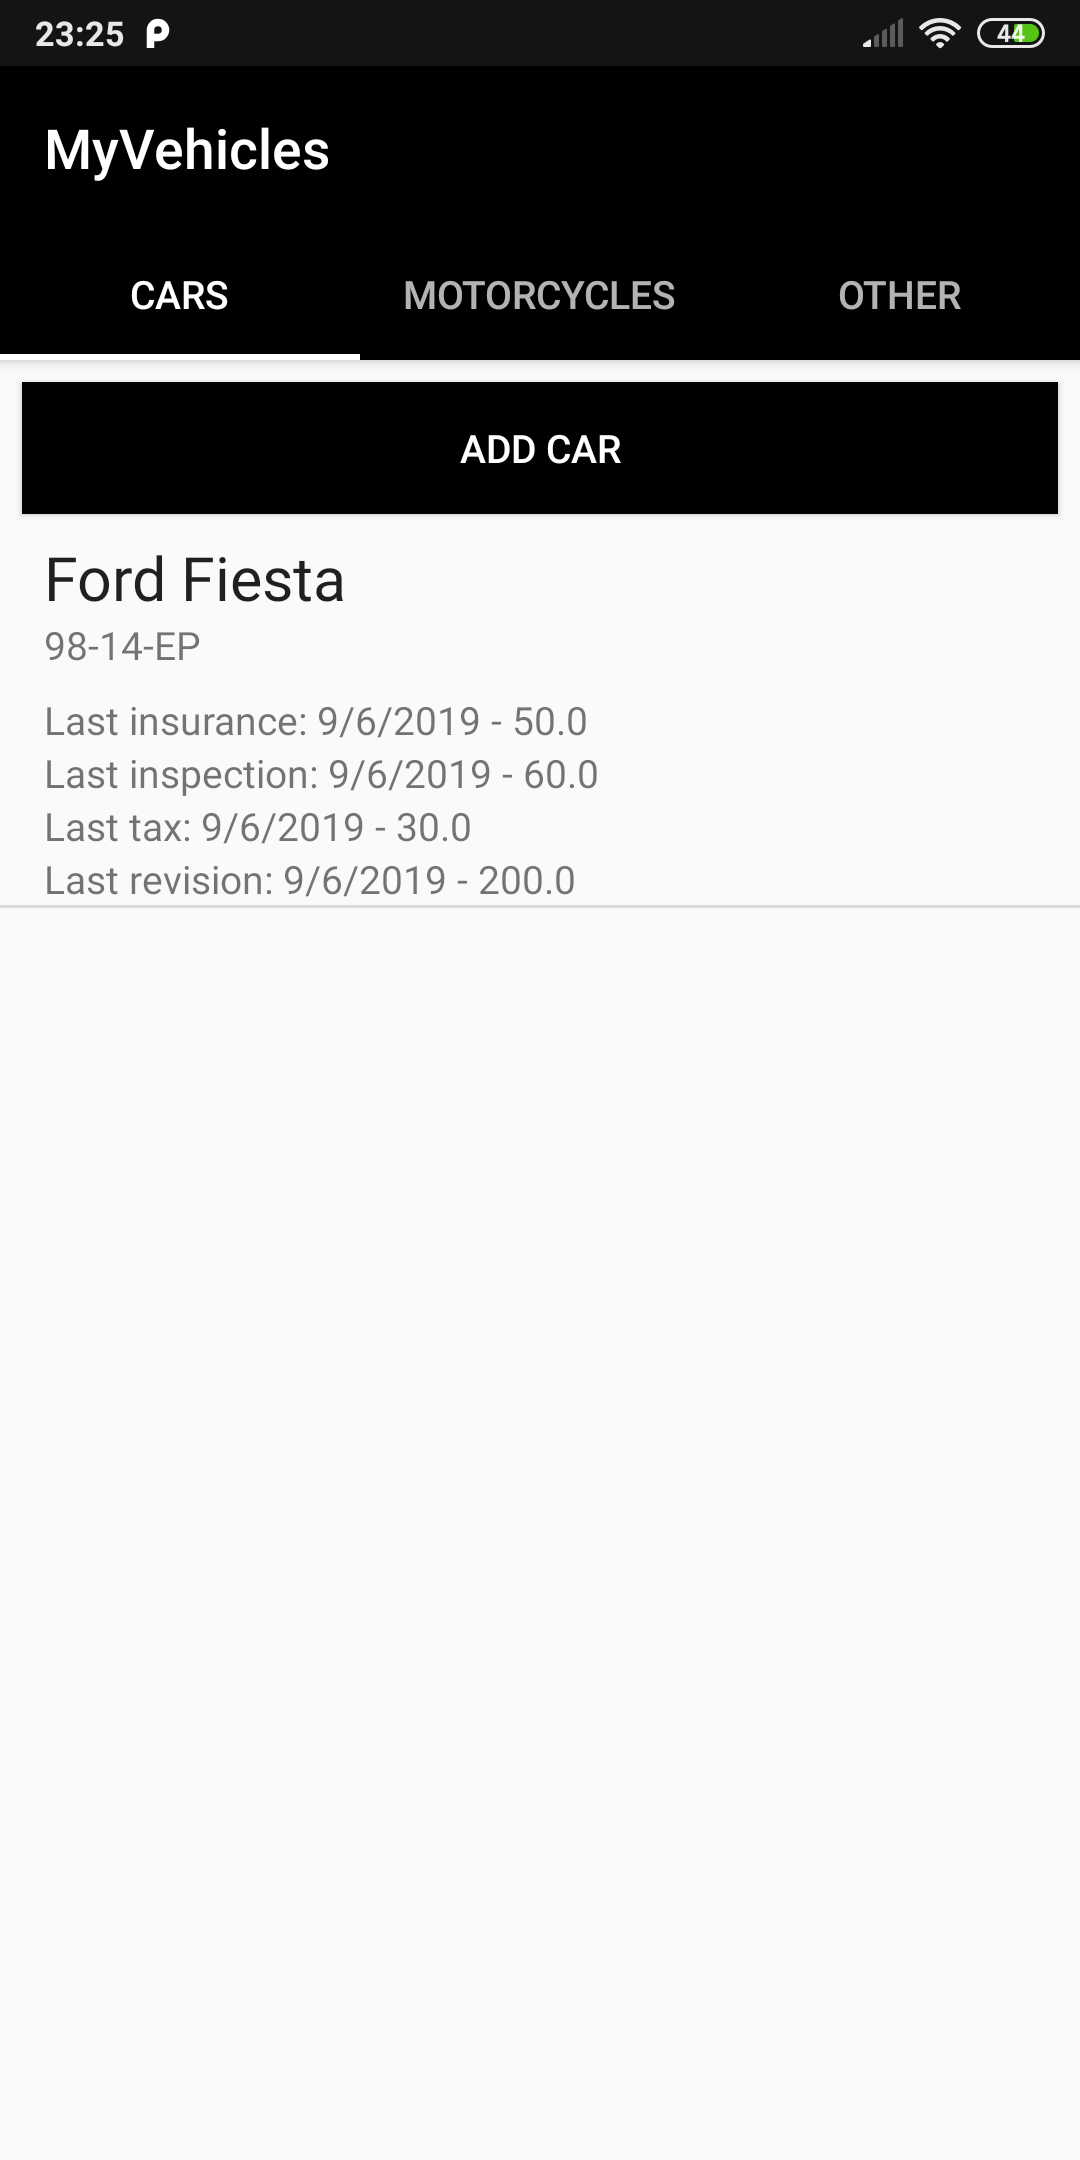 23:25
44
MyVehicles
CARS MOTORCYCLES OTHER
ADD CAR
Ford Fiesta
98-14-EP
Last insurance: 9/6/2019 - 50.0
Last inspection: 9/6/2019 - 60.0
Last tax: 9/6/2019 - 30.0
Last revision: 9/6/2019 - 200.0